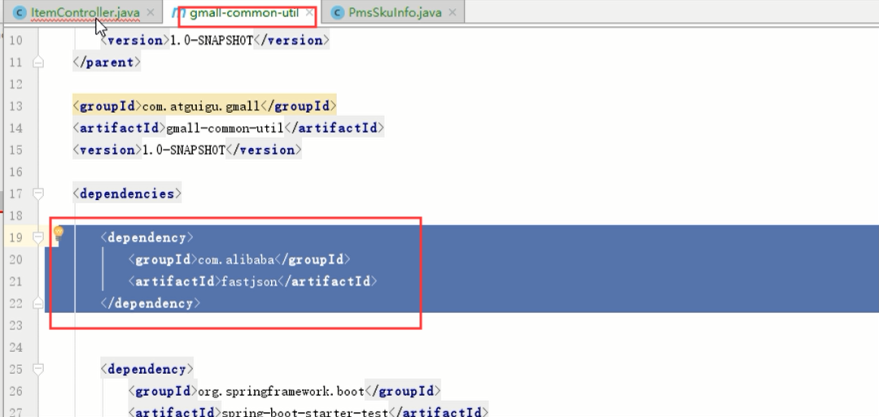 ItemController.java
gmall-common-util
PmsSkuInfo.java
10 <version>1.0-SNAPSHOT</version>
11 </parent>
12
13 <groupId>com.atguigu.gmall</groupId>
14 <artifactId>gmall-common-util</artifactId>
15 <version>1.0-SNAPSHOT</version>
16
17 <dependencies>
18
19 <dependency>
20 <groupId>com.alibaba</groupId>
21 <artifactId>fastjson</artifactId>
22 </dependency>
23
24
25 <dependency>
26 <groupId>org.springframework.boot</groupId>
27 <artifactId>spring-boot-starter-test</artifactId>